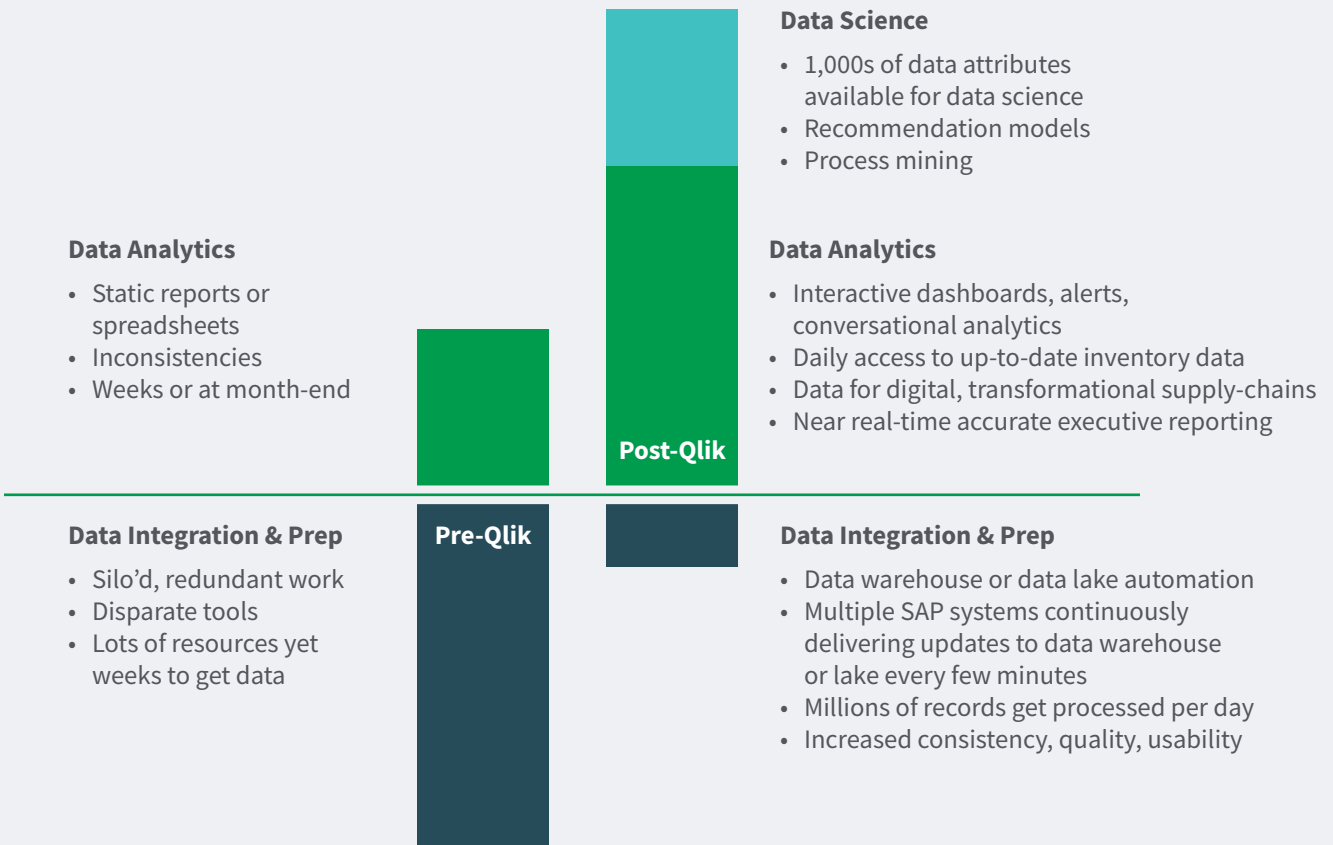 Data Science
• 1,000s of data attributes
available for data science
• Recommendation models
• Process mining
Data Analytics
• Static reports or
spreadsheets
• Inconsistencies
• Weeks or at month-end
Data Analytics
• Interactive dashboards, alerts,
conversational analytics
• Daily access to up-to-date inventory data
• Data for digital, transformational supply-chains
• Near real-time accurate executive reporting
Post-Qlik
Data Integration & Prep
• Silo’d, redundant work
• Disparate tools
• Lots of resources yet
weeks to get data
Pre-Qlik
Data Integration & Prep
• Data warehouse or data lake automation
• Multiple SAP systems continuously
delivering updates to data warehouse
or lake every few minutes
• Millions of records get processed per day
• Increased consistency, quality, usability